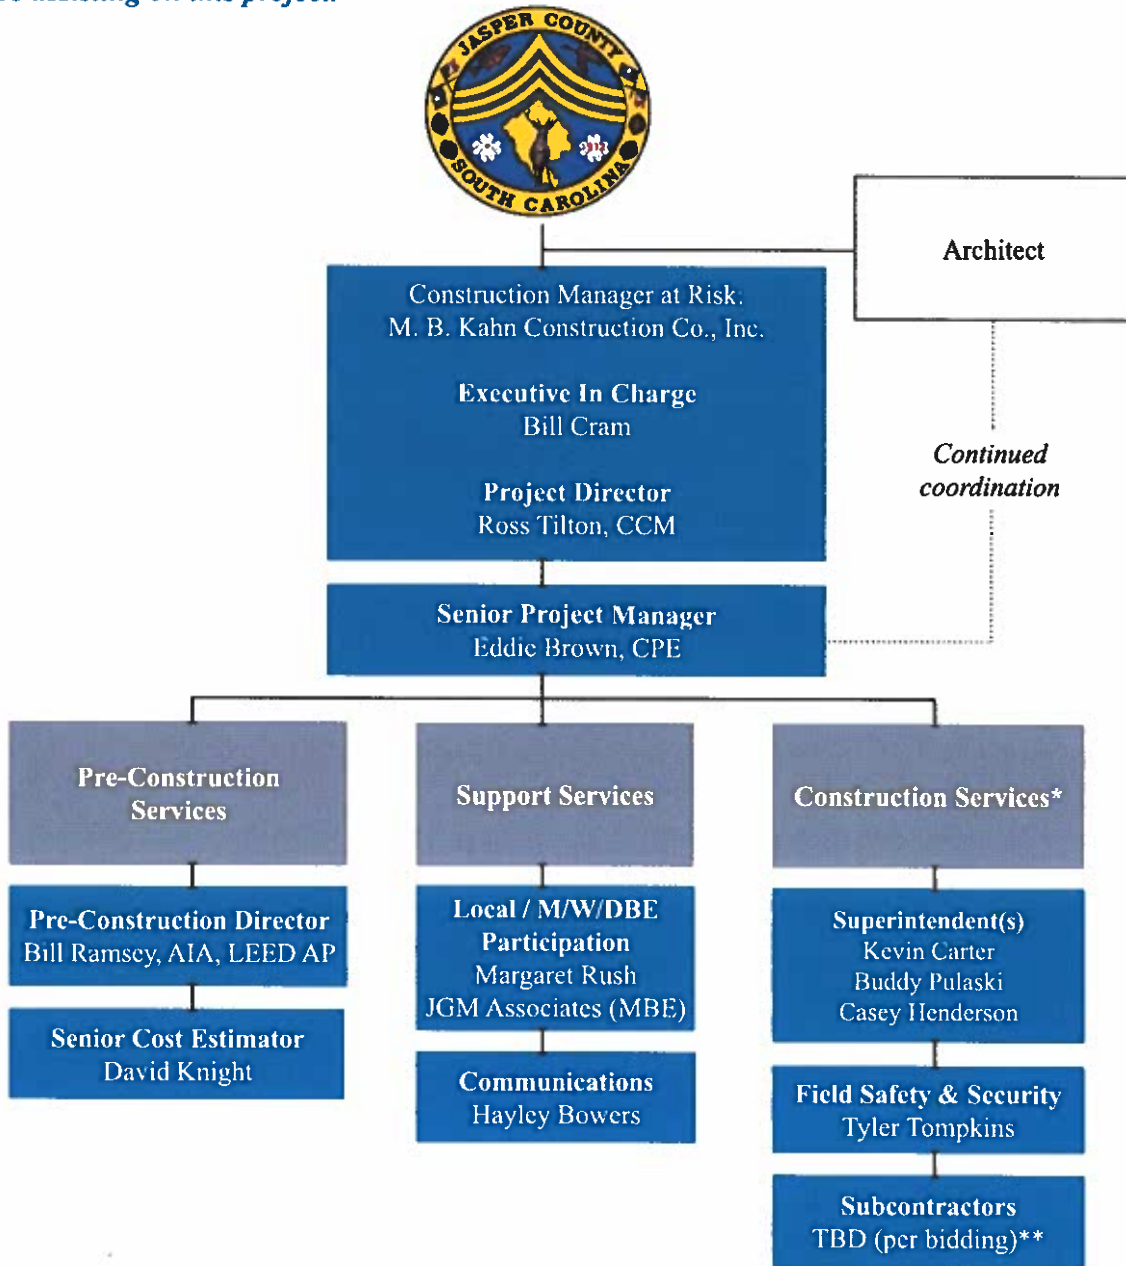 assisting on this project.
JASPER COUNTY
SOUTH CAROLINA
Architect
Construction Manager at Risk:
M. B. Kahn Construction Co., Inc.
Executive In Charge
Bill Cram
Project Director
Ross Tilton, CCM
Continued
coordination
Senior Project Manager
Eddie Brown, CPE
Pre-Construction
Services
Pre-Construction Director
Bill Ramsey, AIA, LEED AP
Senior Cost Estimator
David Knight
Support Services
Local / M/W/DBE
Participation
Margaret Rush
JGM Associates (MBE)
Communications
Hayley Bowers
Construction Services*
Superintendent(s)
Kevin Carter
Buddy Pulaski
Casey Henderson
Field Safety & Security
Tyler Tompkins
Subcontractors
TBD (per bidding)**